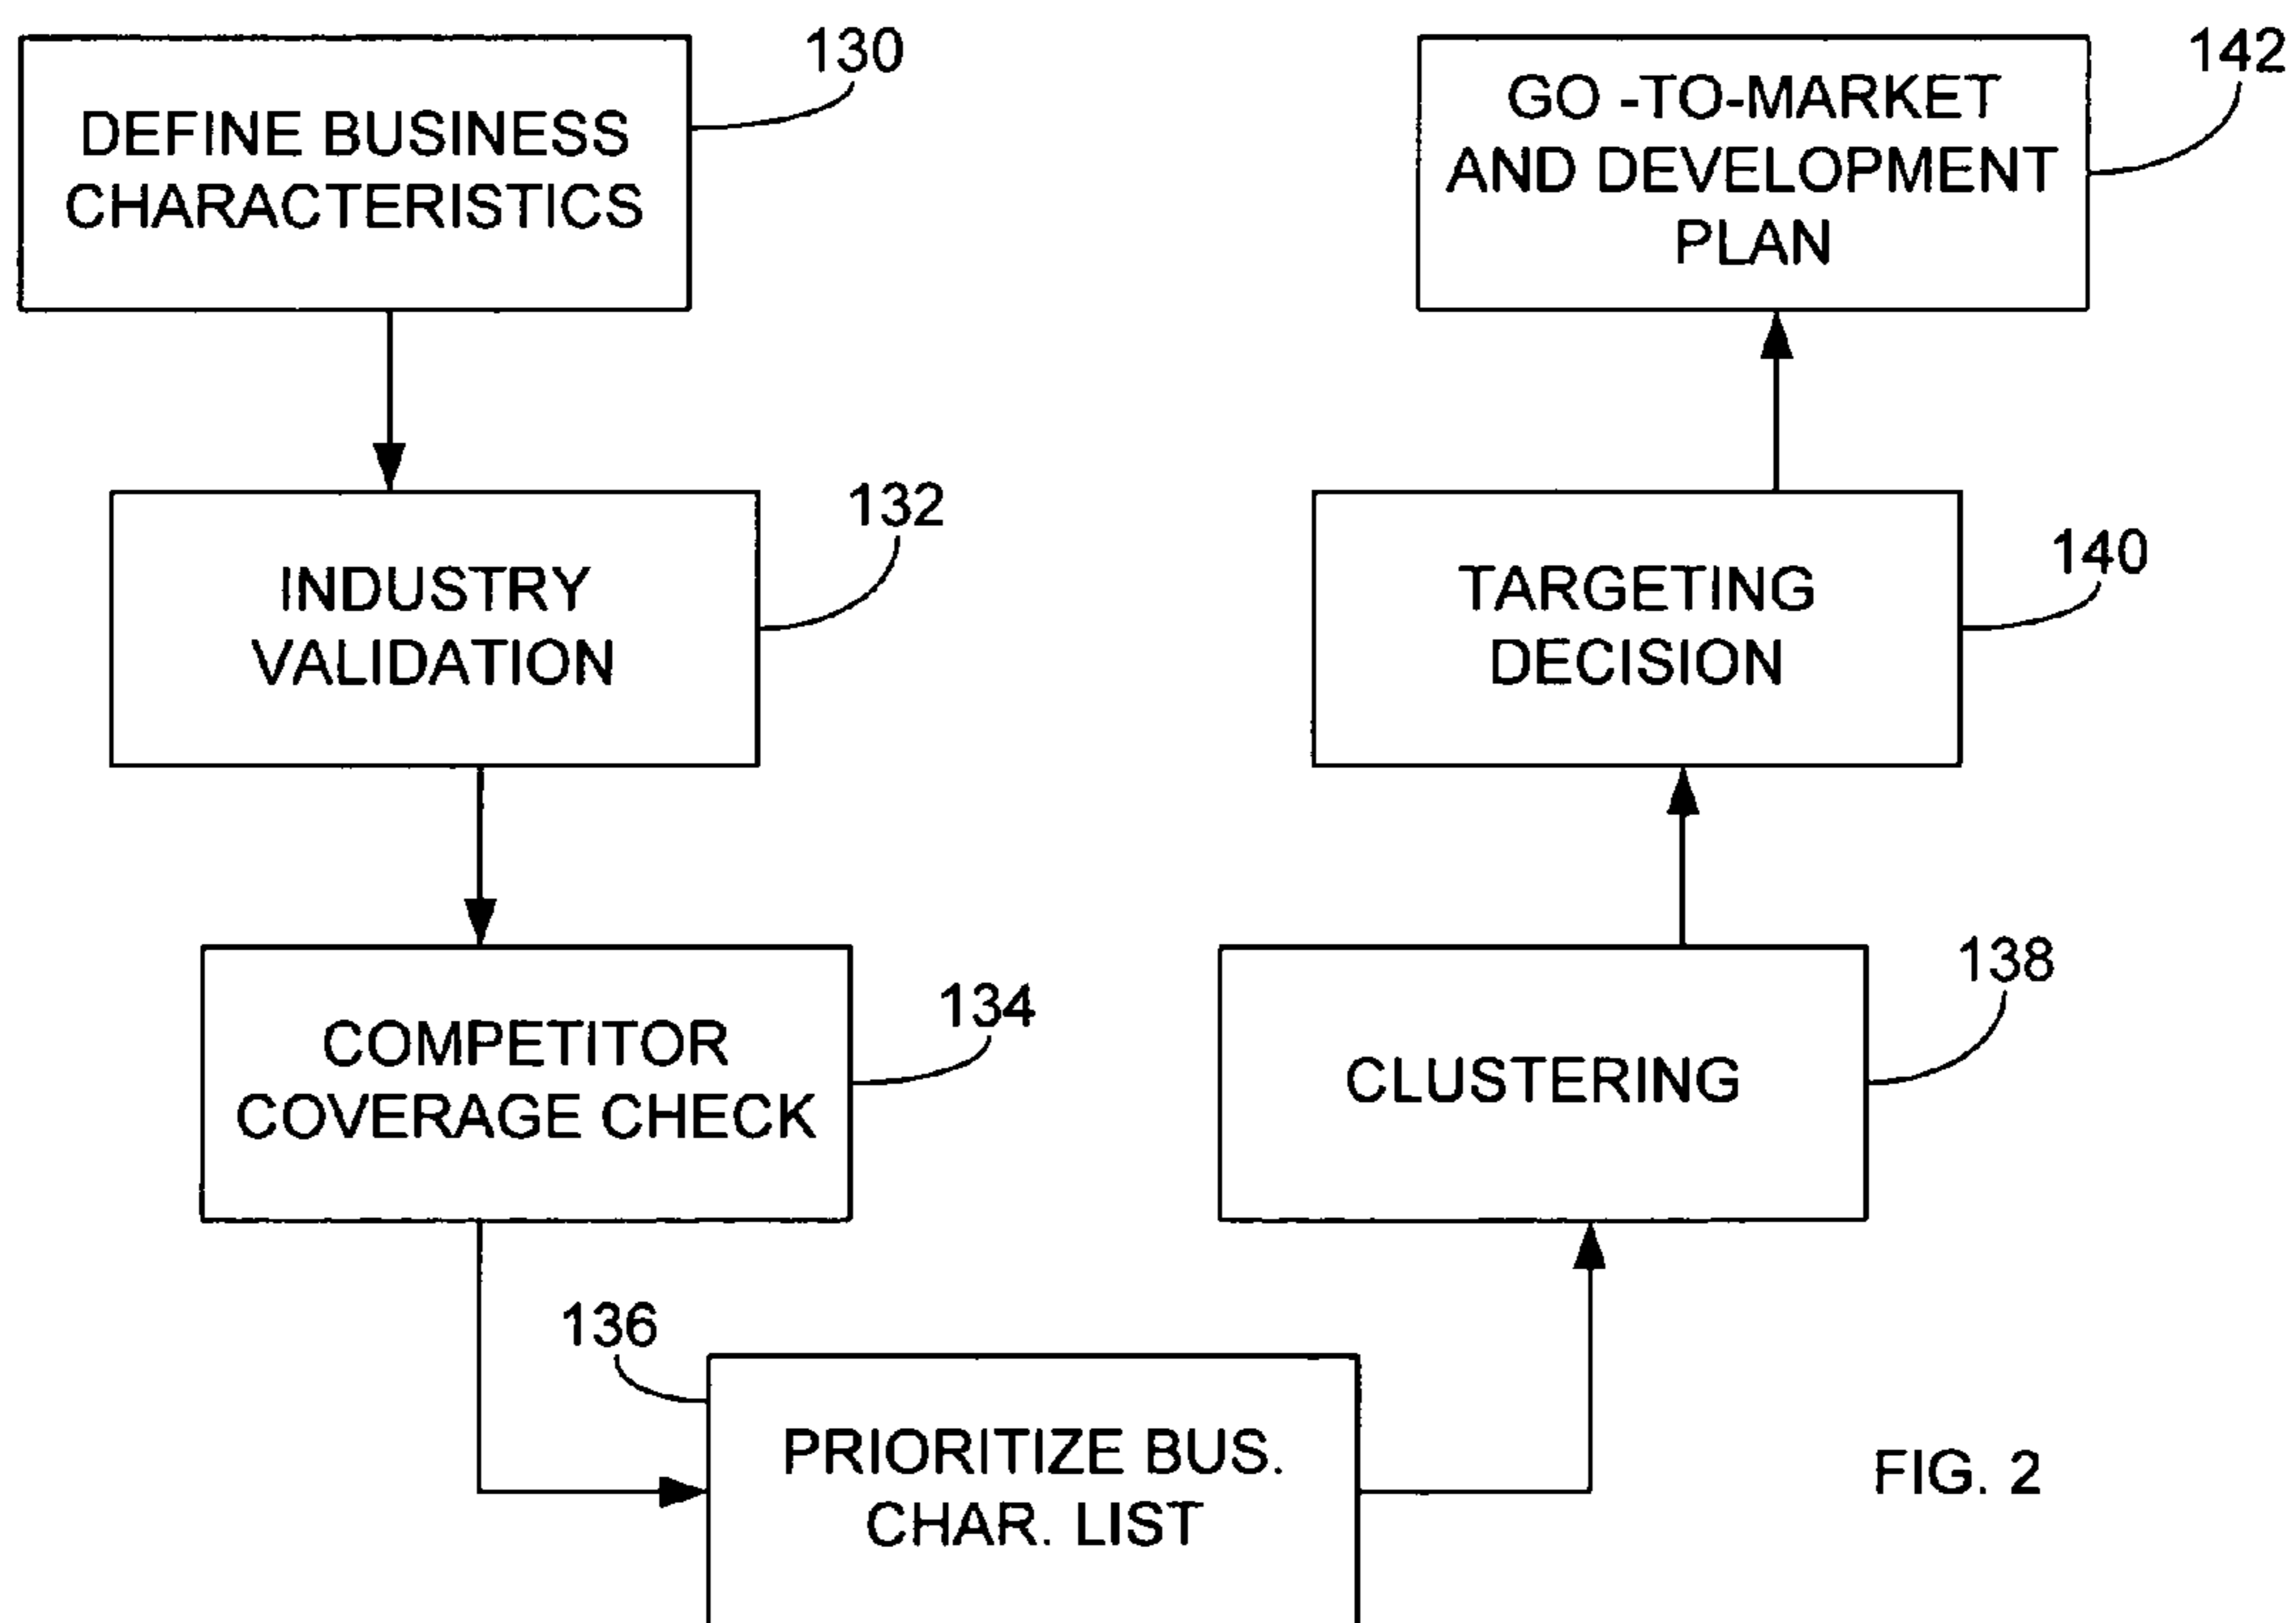 130
DEFINE BUSINESS
CHARACTERISTICS
132
INDUSTRY
VALIDATION
134
COMPETITOR
COVERAGE CHECK
136
PRIORITIZE BUS.
CHAR. LIST
138
CLUSTERING
140
TARGETING
DECISION
142
GO -TO-MARKET
AND DEVELOPMENT
PLAN
FIG. 2